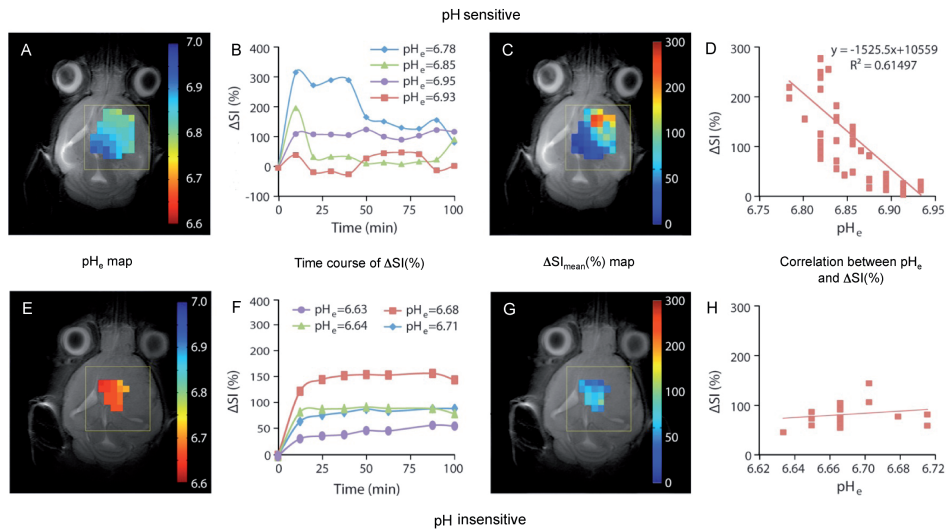 pH sensitive
A
7.0
6.9
6.8
6.7
6.6
B
ΔSI (%)
400
300
200
100
0
-100
0 25 50 75 100
Time (min)
pHe=6.78
pHe=6.85
pHe=6.95
pHe=6.93
C
300
200
100
50
0
D
ΔSI (%)
300
200
100
0
6.75 6.80 6.85 6.90 6.95
pHe
y = -1525.5x+10559
R² = 0.61497
pHe map
Time course of ΔSI(%)
ΔSImean(%) map
Correlation between pHe
and ΔSI(%)
E
7.0
6.9
6.8
6.7
6.6
F
ΔSI (%)
400
300
200
150
100
50
0
0 25 50 75 100
Time (min)
pHe=6.63
pHe=6.68
pHe=6.64
pHe=6.71
G
300
200
300
100
50
0
H
ΔSI (%)
300
200
100
0
6.62 6.64 6.66 6.70 6.68 6.72
pHe
pH insensitive